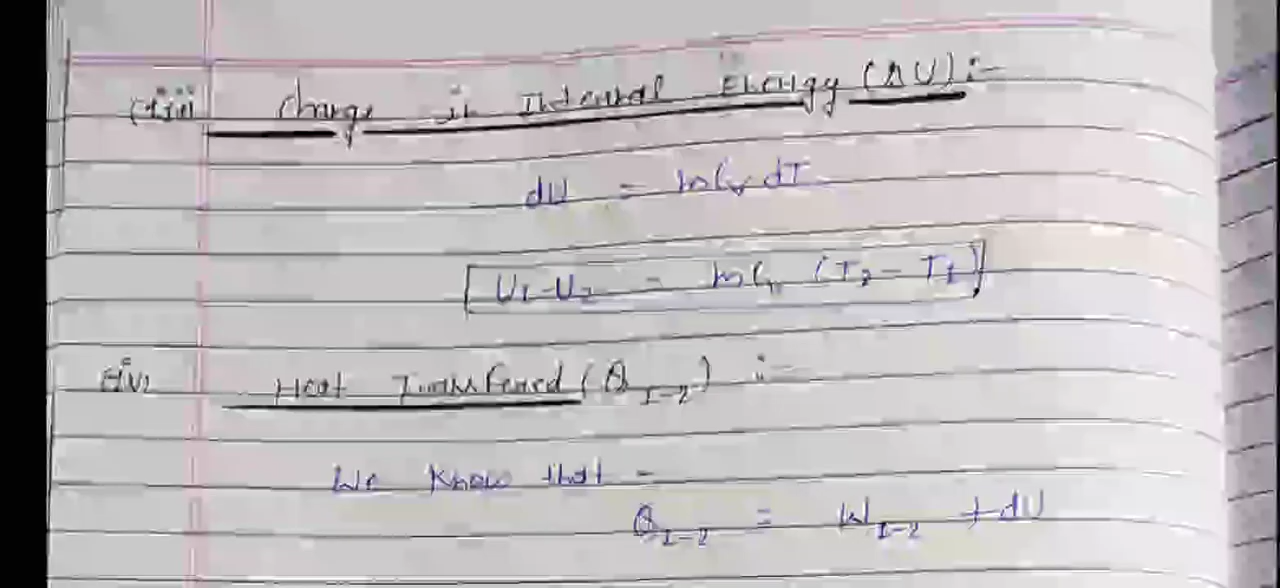 (iii) Change in Internal Energy (ΔU) :-
dU = mCv dT
U1-U2 = mCv (T2 - T1)
(iv) Heat Transfered (Q1-2) :-
We know that -
Q1-2 = W1-2 + dU